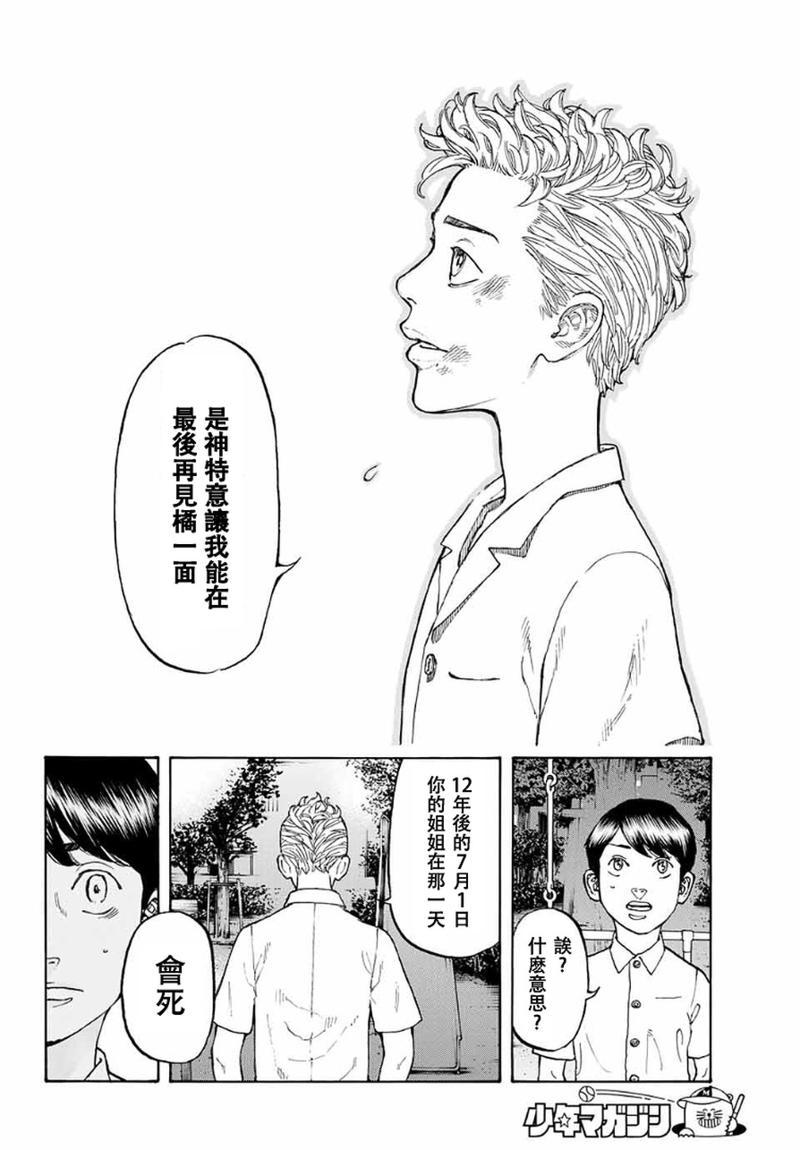 是神特意讓我能在
最後再見橘一面
誒?
什麼意思?
12年後的7月1日
你的姐姐在那一天
會死
少年マガジン